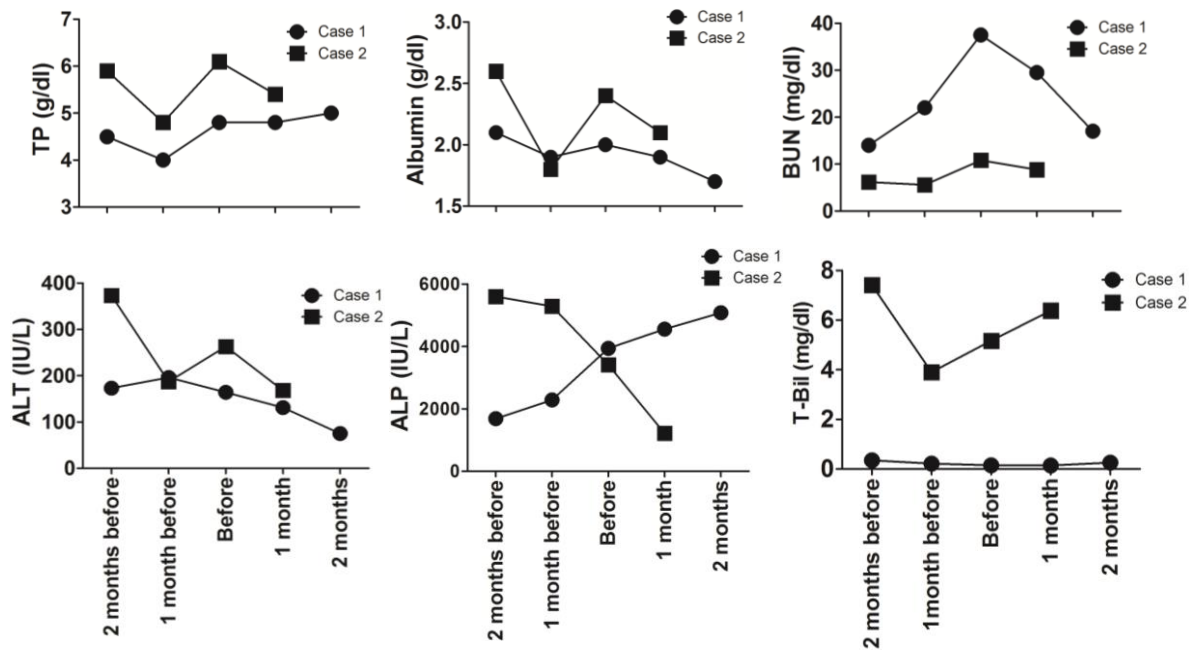 TP (g/dl)
7
6
5
4
3
Case 1
Case 2
Albumin (g/dl)
3.0
2.5
2.0
1.5
Case 1
Case 2
BUN (mg/dl)
40
30
20
10
0
Case 1
Case 2
ALT (IU/L)
400
300
200
100
0
Case 1
Case 2
2 months before
1 month before
Before
1 month
2 months
ALP (IU/L)
6000
4000
2000
0
Case 1
Case 2
2 months before
1 month before
Before
1 month
2 months
T-Bil (mg/dl)
8
6
4
2
0
Case 1
Case 2
2 months before
1month before
Before
1 month
2 months